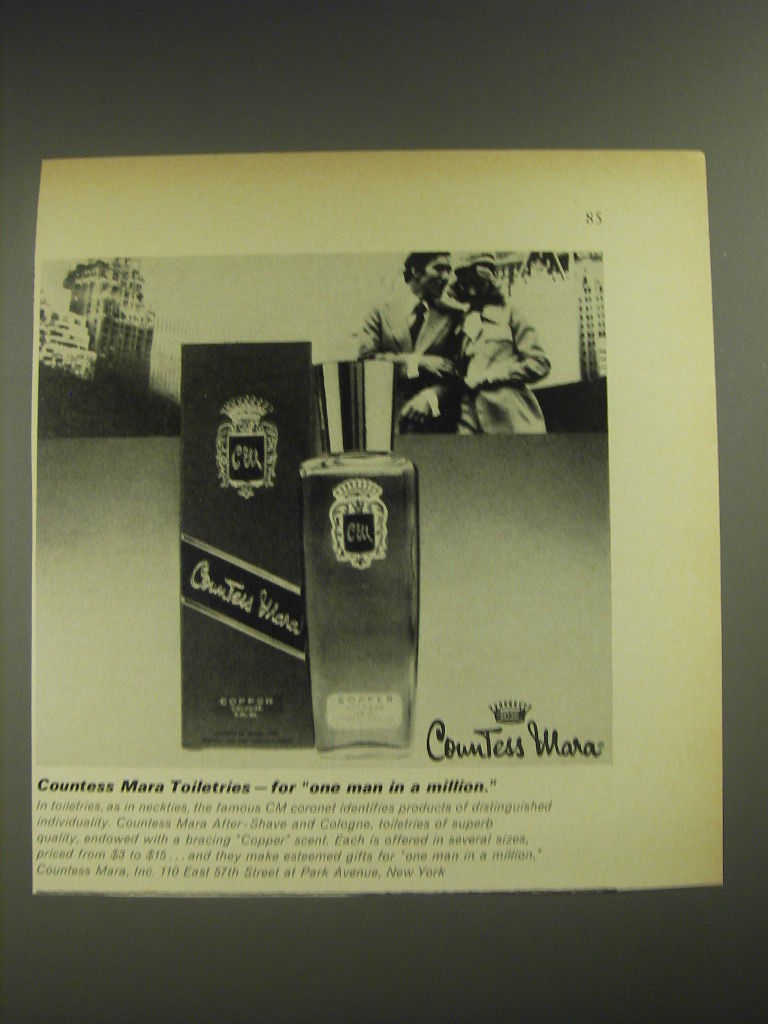 85
CM
CM
Countess Mara
COPPER
COLOGNE
COPPER
Countess Mara
Countess Mara Toiletries — for "one man in a million."
In toiletries, as in neckties, the famous CM coronet identifies products of distinguished
individuality. Countess Mara After-Shave and Cologne, toiletries of superb
quality, endowed with a bracing "Copper" scent. Each is offered in several sizes,
priced from $3 to $15 . . . and they make esteemed gifts for "one man in a million."
Countess Mara, Inc. 110 East 57th Street at Park Avenue, New York